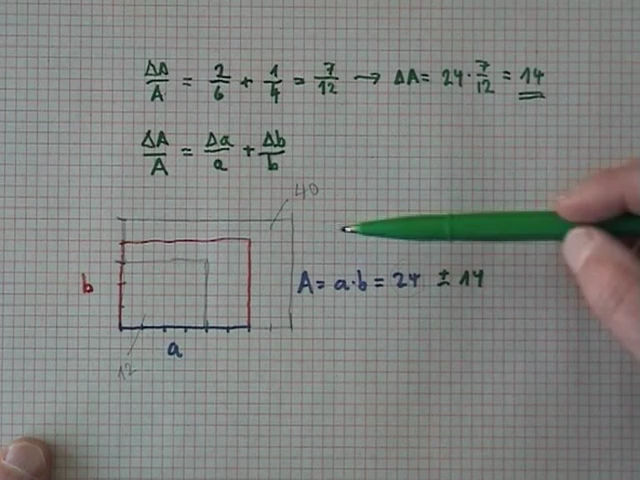 ΔA/A = 2/6 + 1/4 = 7/12 → ΔA = 24·7/12 = 14
ΔA/A = Δa/a + Δb/b
40
b
A = a·b = 24 ± 14
a
12